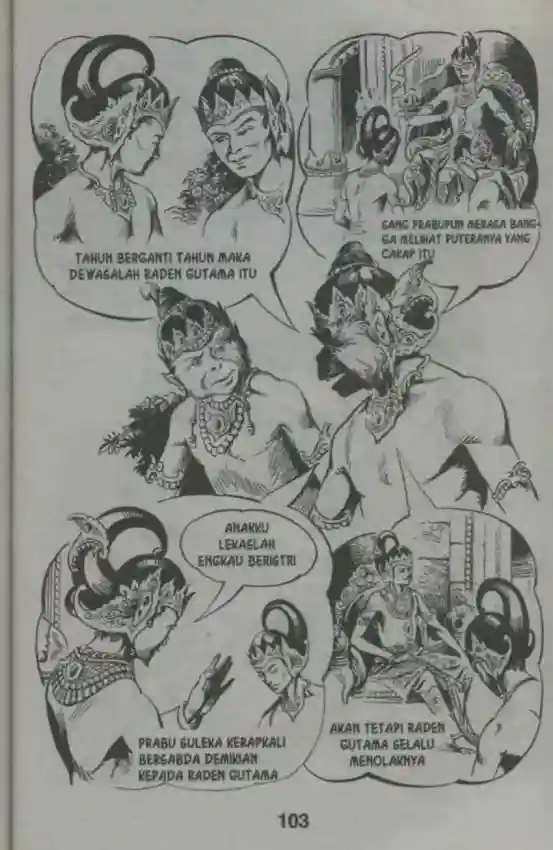 TAHUN BERGANTI TAHUN MAKA
DEWASALAH RADEN GUTAMA ITU
SANG PRABUPUN MERASA BANG-
GA MELIHAT PUTERANYA YANG
CAKAP ITU
ANAKKU
LEKASLAH
ENGKAU BERISTRI
PRABU SULEKA KERAPKALI
BERSABDA DEMIKIAN
KEPADA RADEN GUTAMA
AKAN TETAPI RADEN
GUTAMA SELALU
MENOLAKNYA
103